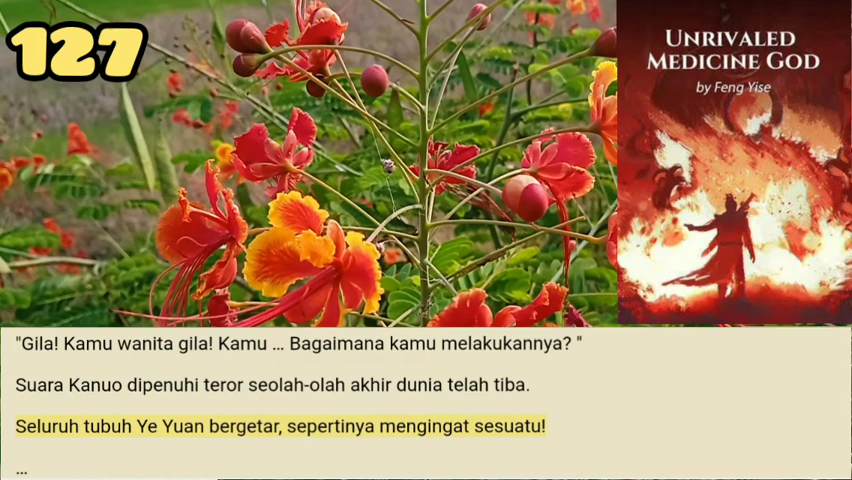 127
UNRIVALED
MEDICINE GOD
by Feng Yise
"Gila! Kamu wanita gila! Kamu ... Bagaimana kamu melakukannya? "
Suara Kanuo dipenuhi teror seolah-olah akhir dunia telah tiba.
Seluruh tubuh Ye Yuan bergetar, sepertinya mengingat sesuatu!
...